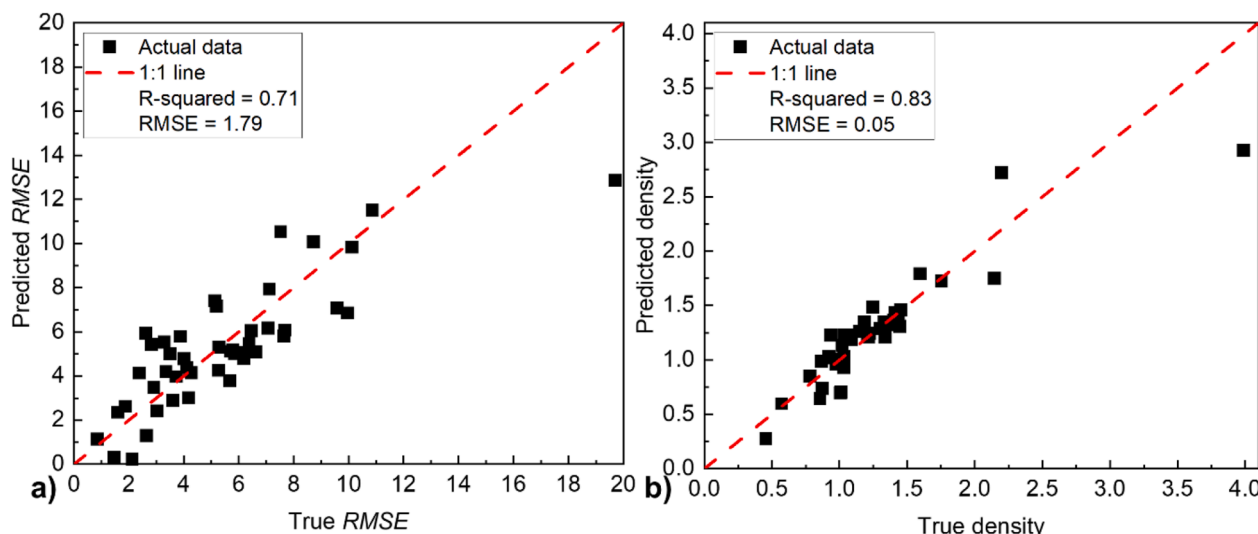 20
18
16
14
12
10
8
6
4
2
0
Predicted RMSE
Actual data
1:1 line
R-squared = 0.71
RMSE = 1.79
0 2 4 6 8 10 12 14 16 18 20
a)
True RMSE
4.0
3.5
3.0
2.5
2.0
1.5
1.0
0.5
0.0
Predicted density
Actual data
1:1 line
R-squared = 0.83
RMSE = 0.05
0.0 0.5 1.0 1.5 2.0 2.5 3.0 3.5 4.0
b)
True density